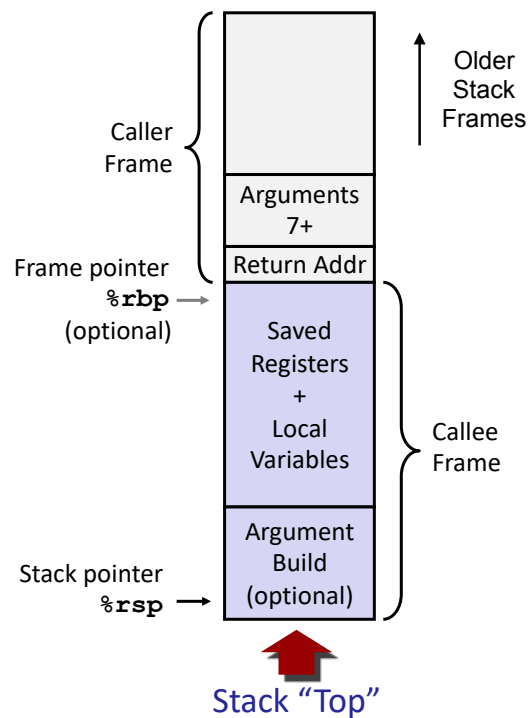 Older
Stack
Frames
Caller
Frame
Arguments
7+
Return Addr
Frame pointer
%rbp
(optional)
Saved
Registers
+
Local
Variables
Callee
Frame
Argument
Build
(optional)
Stack pointer
%rsp
Stack “Top”